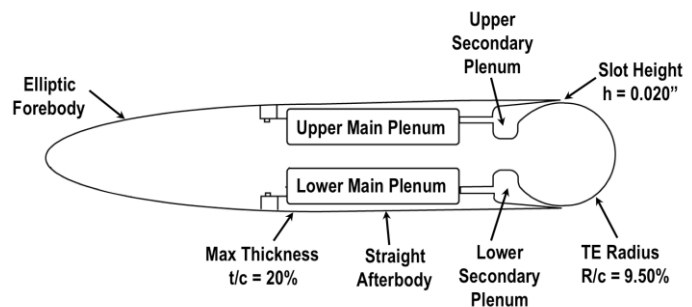 Upper
Secondary
Plenum
Elliptic
Forebody
Slot Height
h = 0.020”
Upper Main Plenum
Lower Main Plenum
Max Thickness
t/c = 20%
Straight
Afterbody
Lower
Secondary
Plenum
TE Radius
R/c = 9.50%